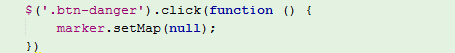 $('.btn-danger').click(function () {
    marker.setMap(null);
})